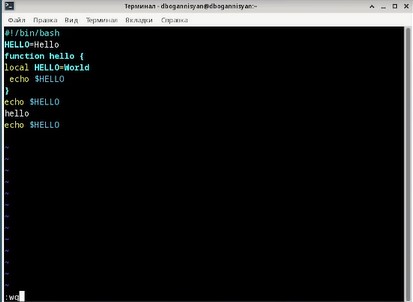 Терминал - dbogannisyan@dbogannisyan:~
Файл Правка Вид Терминал Вкладки Справка
#!/bin/bash
HELLO=Hello
function hello {
local HELLO=World
echo $HELLO
}
echo $HELLO
hello
echo $HELLO
~
~
~
~
~
~
~
~
~
~
~
~
~
:wq